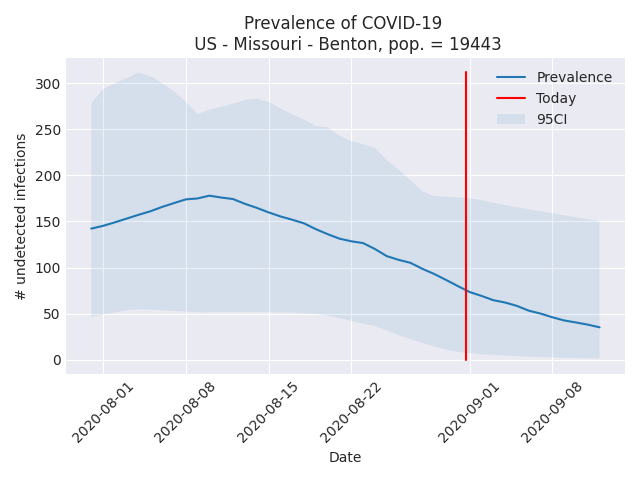 Prevalence of COVID-19
US - Missouri - Benton, pop. = 19443
Prevalence
Today
95CI
# undetected infections
300
250
200
150
100
50
0
2020-08-01
2020-08-08
2020-08-15
2020-08-22
2020-09-01
2020-09-08
Date